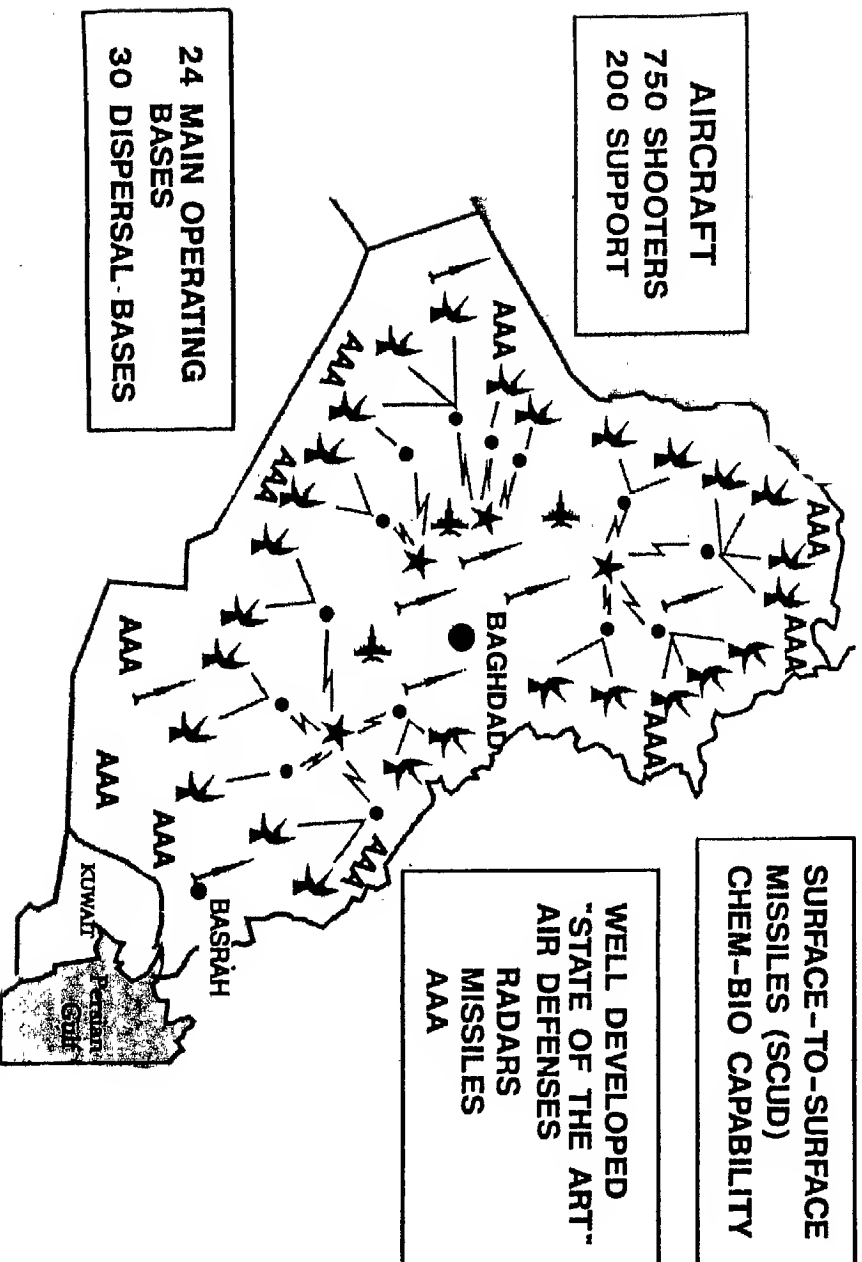 SURFACE-TO-SURFACE
MISSILES (SCUD)
CHEM-BIO CAPABILITY
AIRCRAFT
750 SHOOTERS
200 SUPPORT
AAA
AAA
AAA
AAA
BAGHDAD
WELL DEVELOPED
"STATE OF THE ART"
AIR DEFENSES
RADARS
MISSILES
AAA
AAA
AAA
AAA
BASRAH
24 MAIN OPERATING
BASES
30 DISPERSAL-BASES
AAA
AAA
AAA
KUWAIT
Persian
Gulf